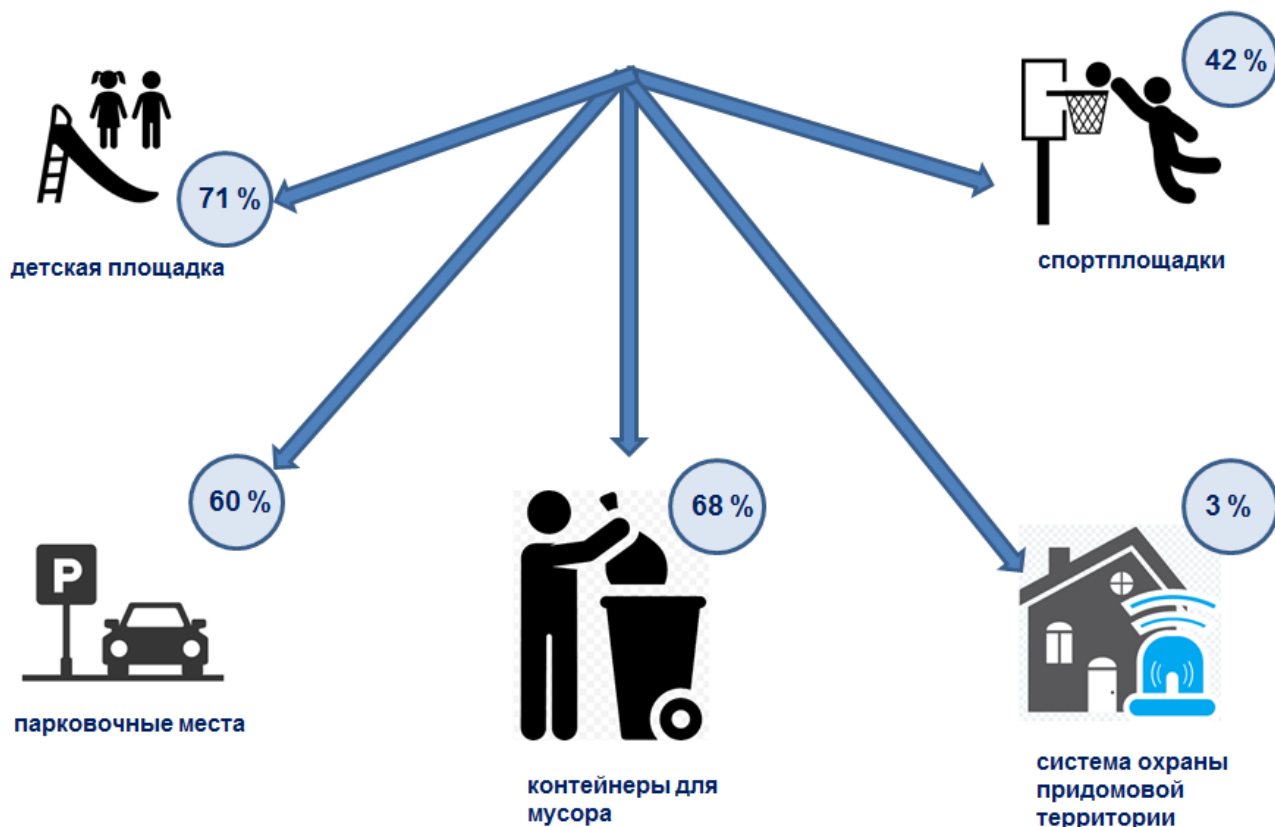 42 %
71 %
детская площадка
спортплощадки
60 %
68 %
3 %
P
парковочные места
контейнеры для
мусора
система охраны
придомовой
территории